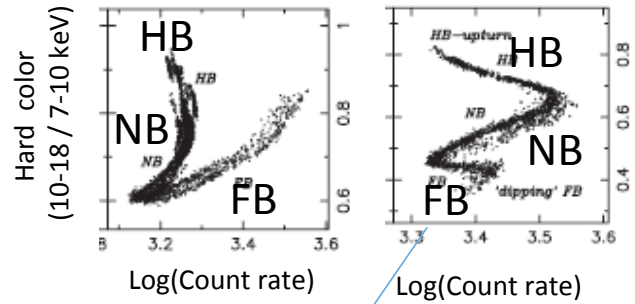 Hard color
(10-18 / 7-10 keV)
HB
HB
NB
NB
FB
FB
0.6
0.8
1
8
3.2
3.4
3.6
Log(Count rate)
HB-upturn
HB
HB
NB
NB
FB
FB
'dipping' FB
0.4
0.6
0.8
3.3
3.4
3.5
3.6
Log(Count rate)